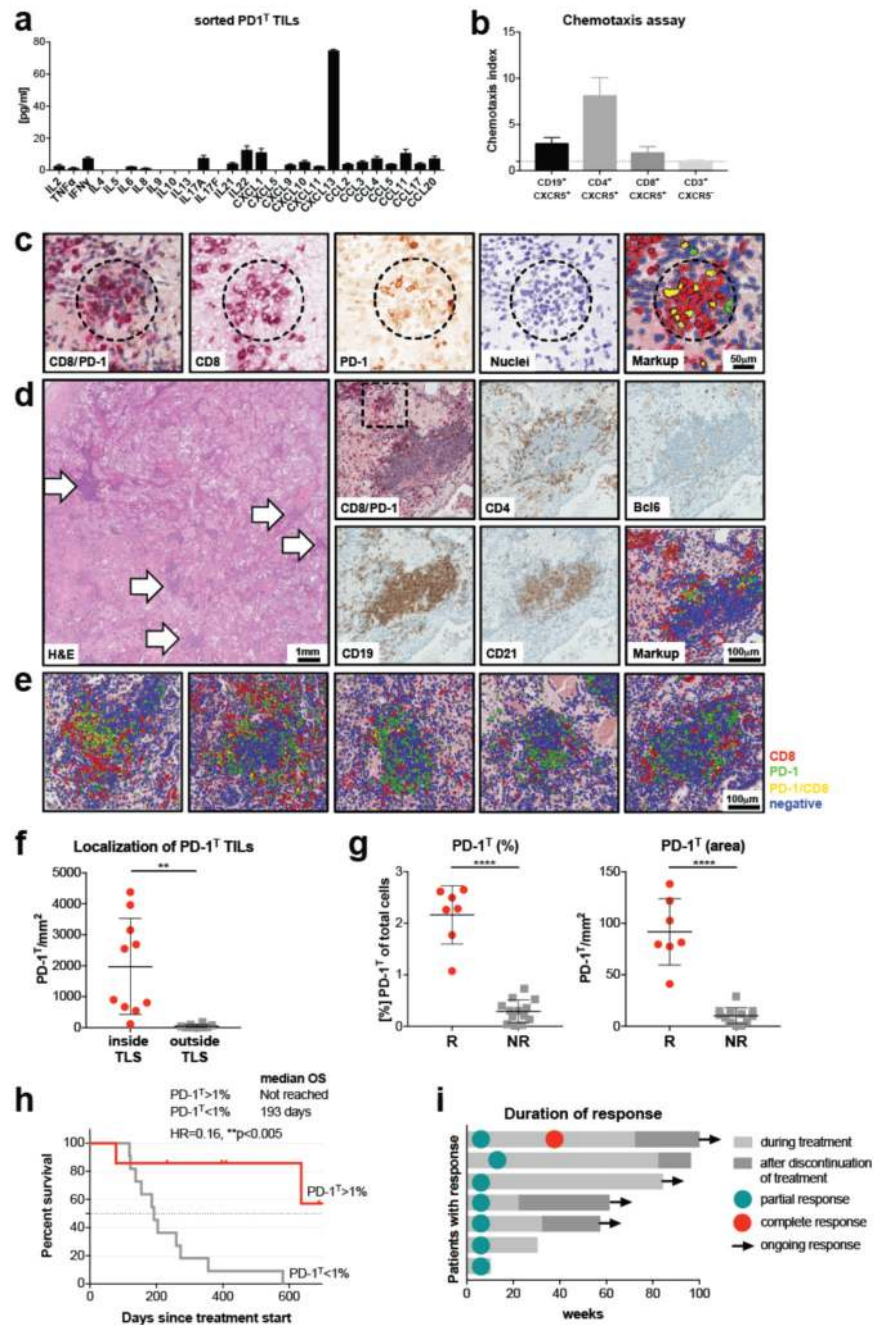 a
sorted PD1ᵀ TILs
[pg/ml]
80
60
40
20
0
IL2
TNFα
IFNγ
IL4
IL5
IL6
IL8
IL9
IL10
IL13
IL17A
IL17F
IL21
IL22
CXCL1
CXCL5
CXCL9
CXCL10
CXCL11
CXCL13
CCL2
CCL3
CCL4
CCL5
CCL11
CCL17
CCL20
b
Chemotaxis assay
Chemotaxis index
15
10
5
0
CD19⁺ CD4⁺ CD8⁺ CD3⁺
CXCR5⁺ CXCR5⁺ CXCR5⁺ CXCR5⁻
c
CD8/PD-1
CD8
PD-1
Nuclei
Markup
50µm
d
H&E
1mm
CD8/PD-1
CD4
Bcl6
CD19
CD21
Markup
100µm
e
CD8
PD-1
PD-1/CD8
negative
100µm
f
Localization of PD-1ᵀ TILs
**
PD-1ᵀ/mm²
5000
4000
3000
2000
1000
0
inside outside
TLS TLS
g
PD-1ᵀ (%)
****
[%] PD-1ᵀ of total cells
3
2
1
0
R NR
PD-1ᵀ (area)
****
PD-1ᵀ/mm²
150
100
50
0
R NR
h
median OS
PD-1ᵀ>1% Not reached
PD-1ᵀ<1% 193 days
HR=0.16, **p<0.005
Percent survival
100
80
60
40
20
0
PD-1ᵀ>1%
PD-1ᵀ<1%
0 200 400 600
Days since treatment start
i
Duration of response
Patients with response
0 20 40 60 80 100
weeks
during treatment
after discontinuation
of treatment
partial response
complete response
ongoing response